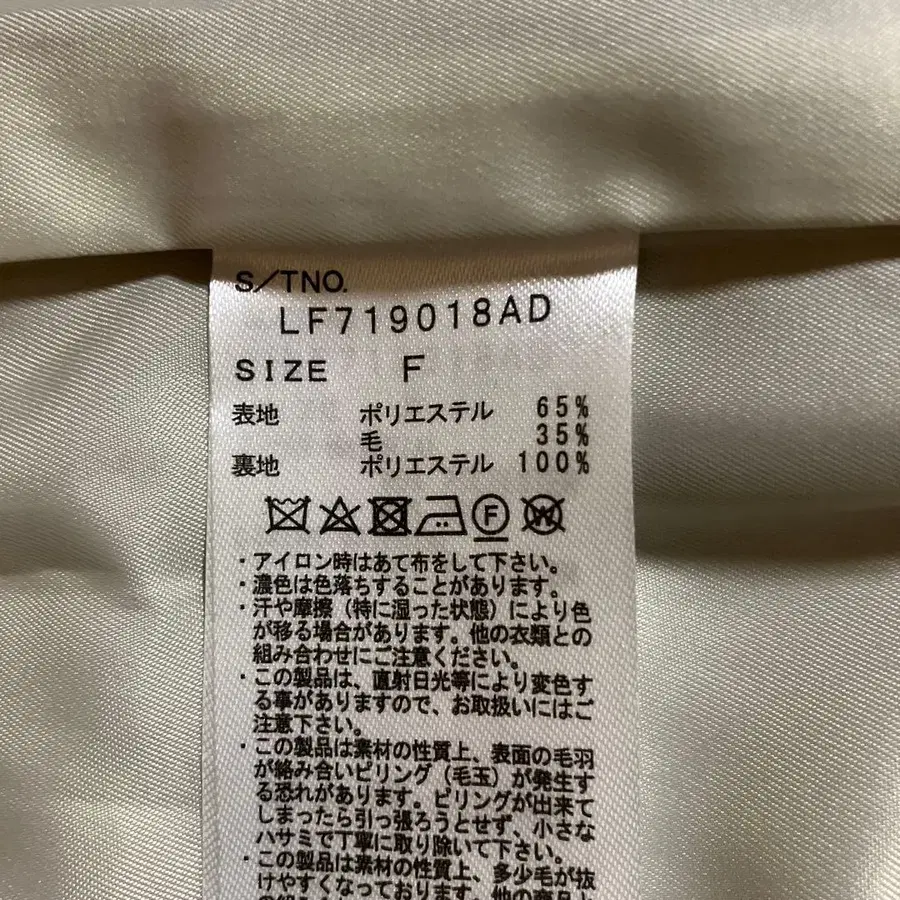 S/TNO.
LF719018AD
SIZE F
表地 ポリエステル 65%
毛 35%
裏地 ポリエステル 100%
F W
・アイロン時はあて布をして下さい。
・濃色は色落ちすることがあります。
・汗や摩擦（特に湿った状態）により色
が移る場合があります。他の衣類との
組み合わせにご注意ください。
・この製品は、直射日光等により変色す
る事がありますので、お取扱いにはご
注意下さい。
・この製品は素材の性質上、表面の毛羽
が絡み合いピリング（毛玉）が発生す
る恐れがあります。ピリングが出来て
しまったら引っ張ろうとせず、小さな
ハサミで丁寧に取り除いて下さい。
・この製品は素材の性質上、多少毛が抜
けやすくなっております。他の商品と